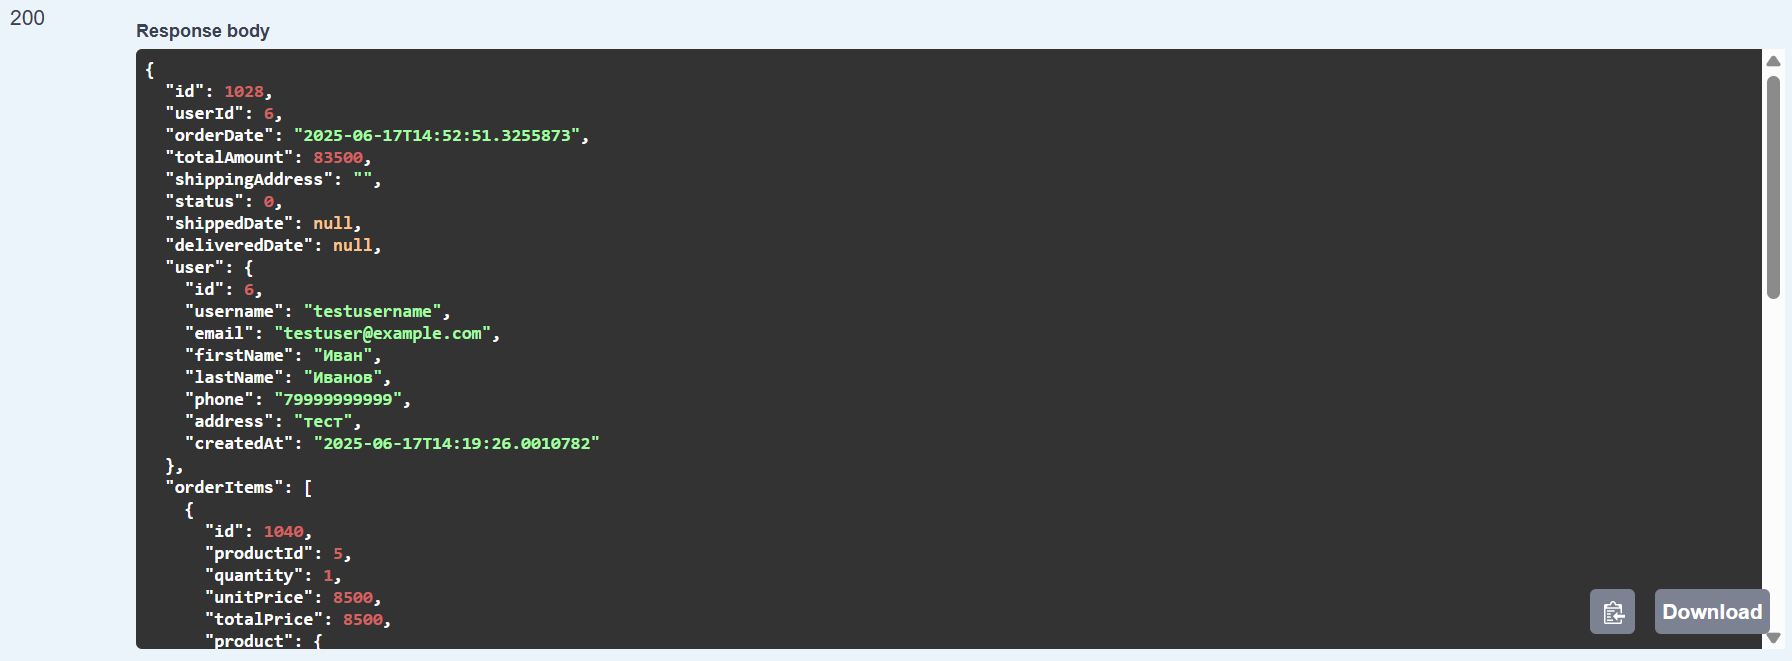 200
Response body
{
"id": 1028,
"userId": 6,
"orderDate": "2025-06-17T14:52:51.3255873",
"totalAmount": 83500,
"shippingAddress": "",
"status": 0,
"shippedDate": null,
"deliveredDate": null,
"user": {
"id": 6,
"username": "testusername",
"email": "testuser@example.com",
"firstName": "Иван",
"lastName": "Иванов",
"phone": "79999999999",
"address": "тест",
"createdAt": "2025-06-17T14:19:26.0010782"
},
"orderItems": [
{
"id": 1040,
"productId": 5,
"quantity": 1,
"unitPrice": 8500,
"totalPrice": 8500,
"product": {
Download